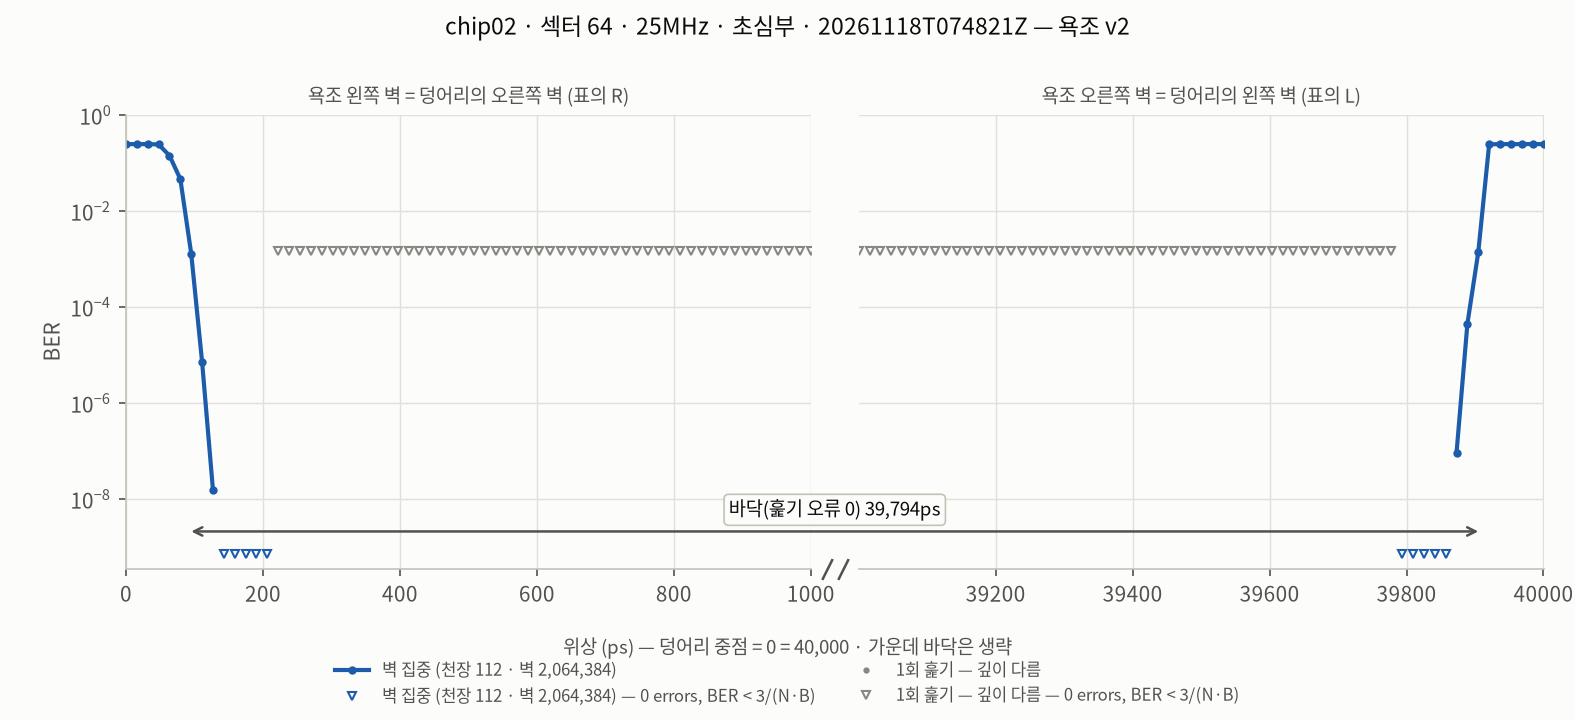 chip02 · 섹터 64 · 25MHz · 초심부 · 20261118T074821Z — 욕조 v2
욕조 왼쪽 벽 = 덩어리의 오른쪽 벽 (표의 R)
욕조 오른쪽 벽 = 덩어리의 왼쪽 벽 (표의 L)
BER
10⁰
10⁻²
10⁻⁴
10⁻⁶
10⁻⁸
바닥(훑기 오류 0) 39,794ps
0 200 400 600 800 1000 39200 39400 39600 39800 40000
위상 (ps) — 덩어리 중점 = 0 = 40,000 · 가운데 바닥은 생략
벽 집중 (천장 112 · 벽 2,064,384)
벽 집중 (천장 112 · 벽 2,064,384) — 0 errors, BER < 3/(N·B)
1회 훑기 — 깊이 다름
1회 훑기 — 깊이 다름 — 0 errors, BER < 3/(N·B)